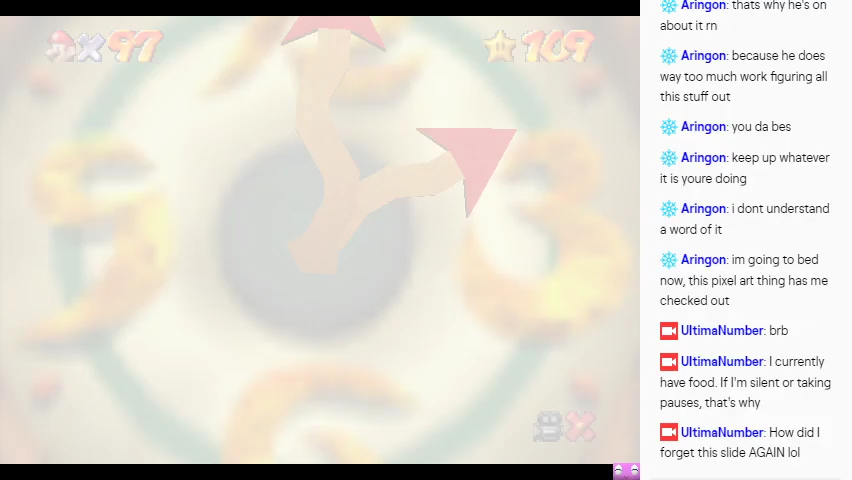 97
109
Aringon: thats why he's on
about it rn
Aringon: because he does
way too much work figuring all
this stuff out
Aringon: you da bes
Aringon: keep up whatever
it is youre doing
Aringon: i dont understand
a word of it
Aringon: im going to bed
now, this pixel art thing has me
checked out
UltimaNumber: brb
UltimaNumber: I currently
have food. If I'm silent or taking
pauses, that's why
UltimaNumber: How did I
forget this slide AGAIN lol